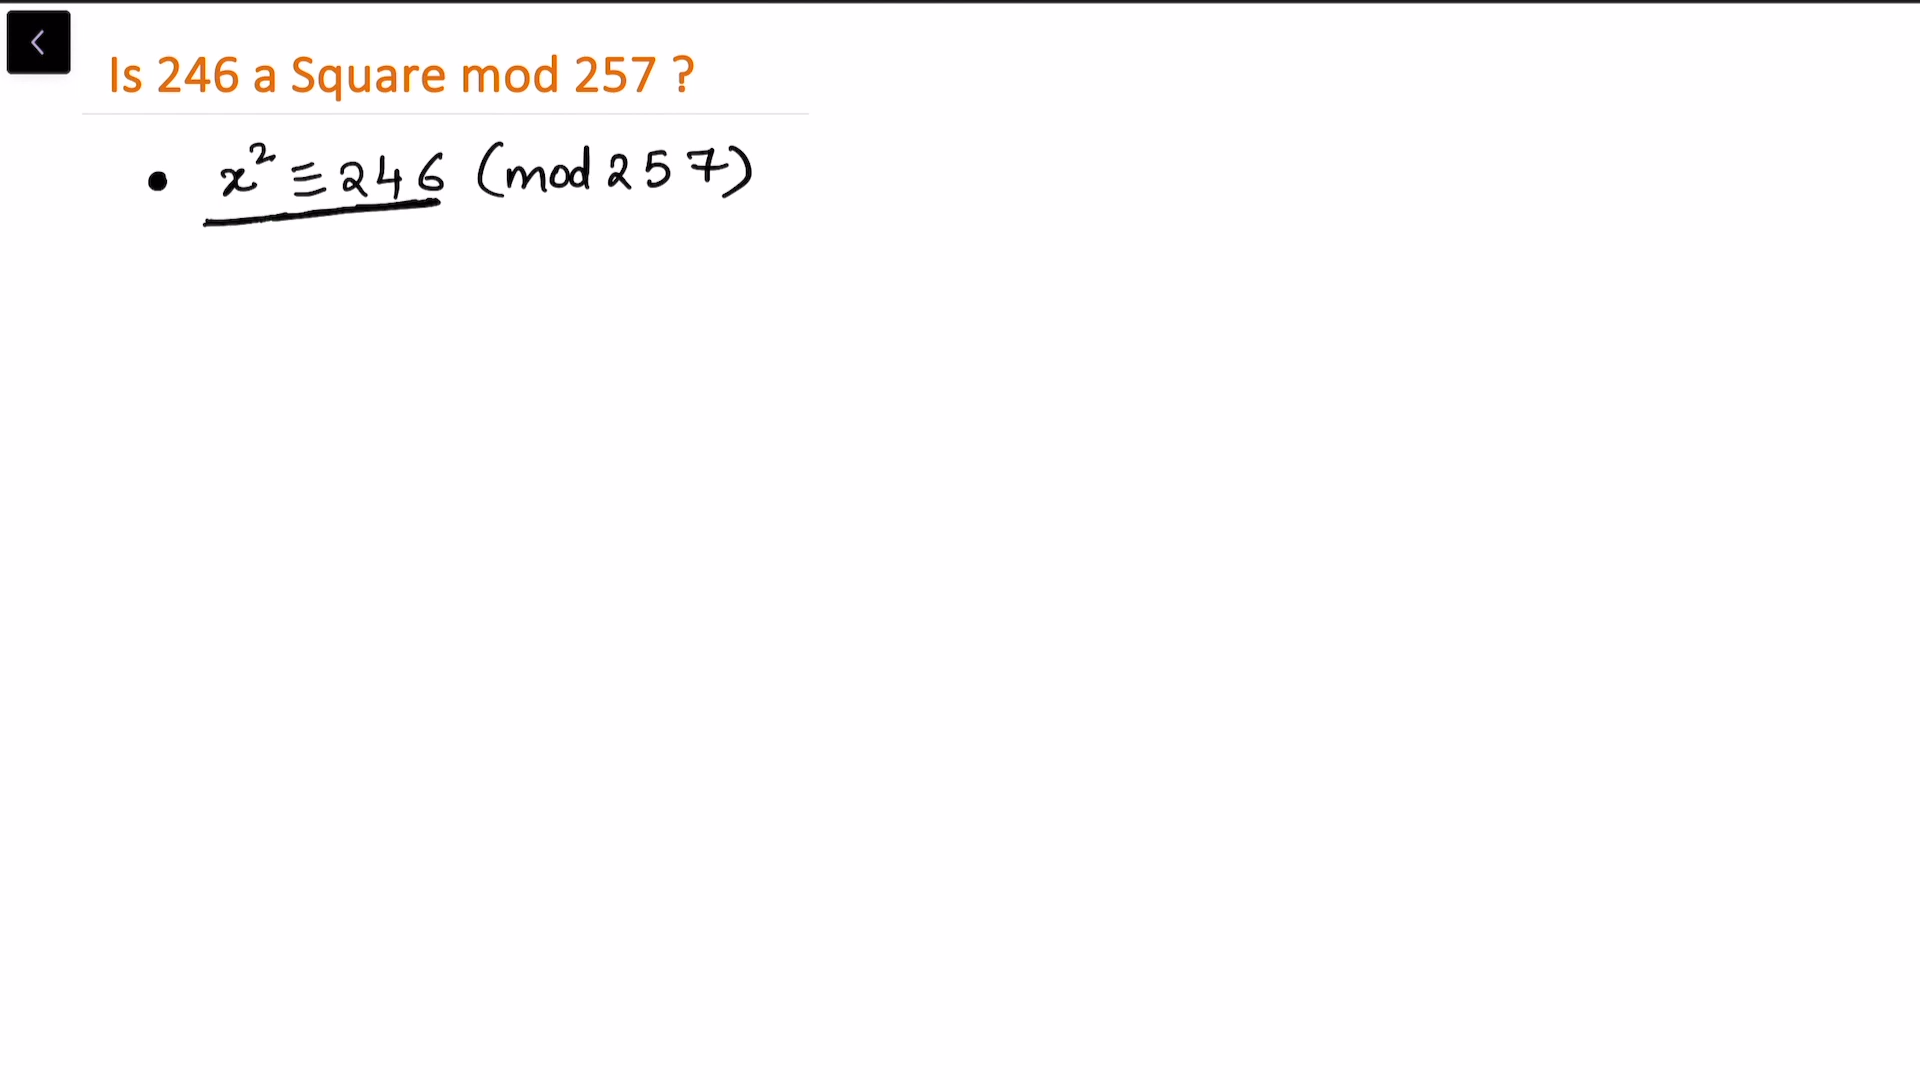 Is 246 a Square mod 257 ?
• x² ≡ 246 (mod 257)